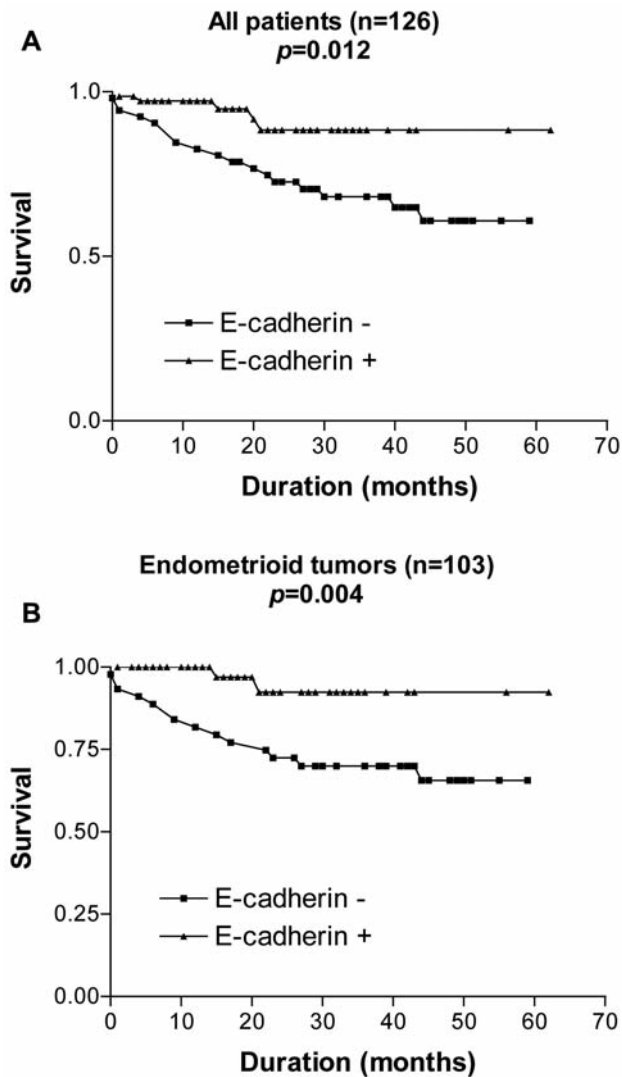 A
All patients (n=126)
p=0.012
1.0
0.5
0.0
Survival
E-cadherin -
E-cadherin +
0 10 20 30 40 50 60 70
Duration (months)
Endometrioid tumors (n=103)
p=0.004
B
1.00
0.75
0.50
0.25
0.00
Survival
E-cadherin -
E-cadherin +
0 10 20 30 40 50 60 70
Duration (months)